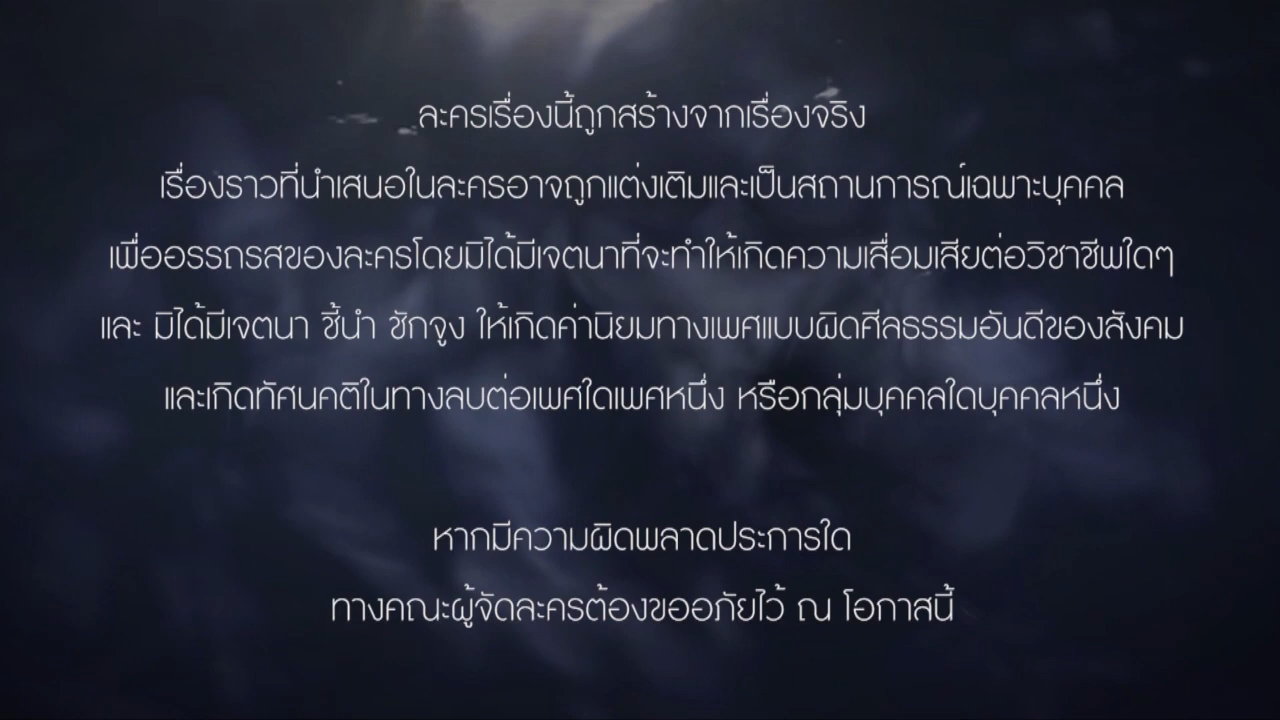 ละครเรื่องนี้ถูกสร้างจากเรื่องจริง
เรื่องราวที่นำเสนอในละครอาจถูกแต่งเติมและเป็นสถานการณ์เฉพาะบุคคล
เพื่ออรรถรสของละครโดยมิได้มีเจตนาที่จะทำให้เกิดความเสื่อมเสียต่อวิชาชีพใดๆ
และ มิได้มีเจตนา ชี้นำ ชักจูง ให้เกิดค่านิยมทางเพศแบบผิดศีลธรรมอันดีของสังคม
และเกิดทัศนคติในทางลบต่อเพศใดเพศหนึ่ง หรือกลุ่มบุคคลใดบุคคลหนึ่ง
หากมีความผิดพลาดประการใด
ทางคณะผู้จัดละครต้องขออภัยไว้ ณ โอกาสนี้